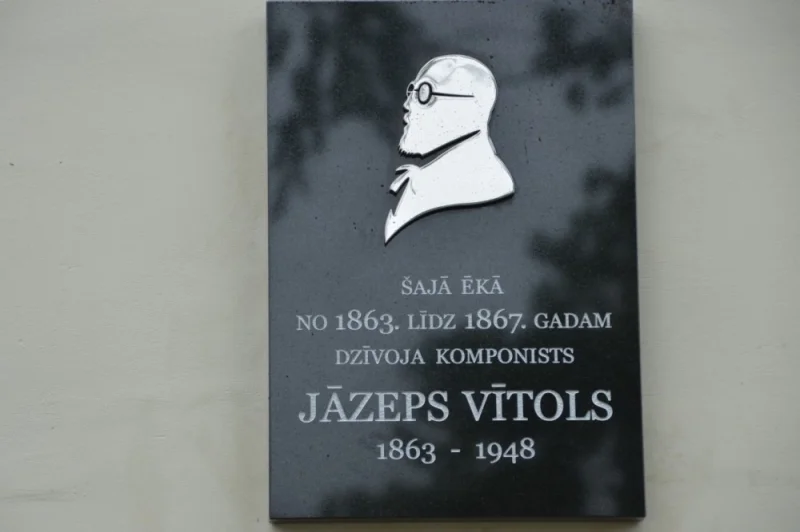 ŠAJĀ ĒKĀ
NO 1863. LĪDZ 1867. GADAM
DZĪVOJA KOMPONISTS
JĀZEPS VĪTOLS
1863 - 1948